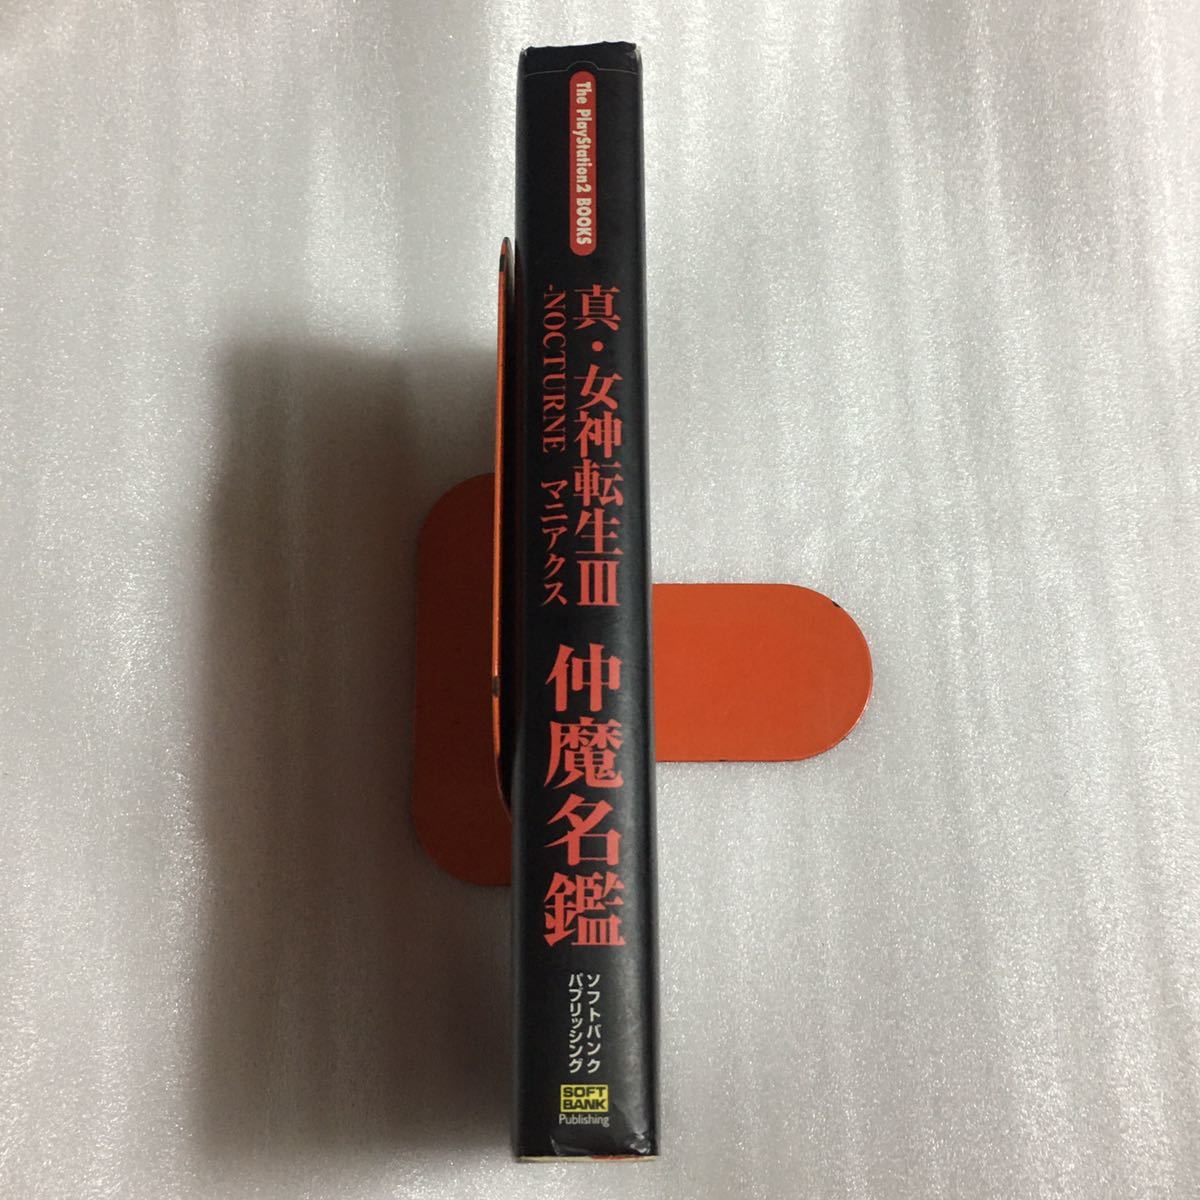 The PlayStation2 BOOKS
真・女神転生III
-NOCTURNE マニアクス
仲魔名鑑
ソフトバンク
パブリッシング
SOFT
BANK
Publishing